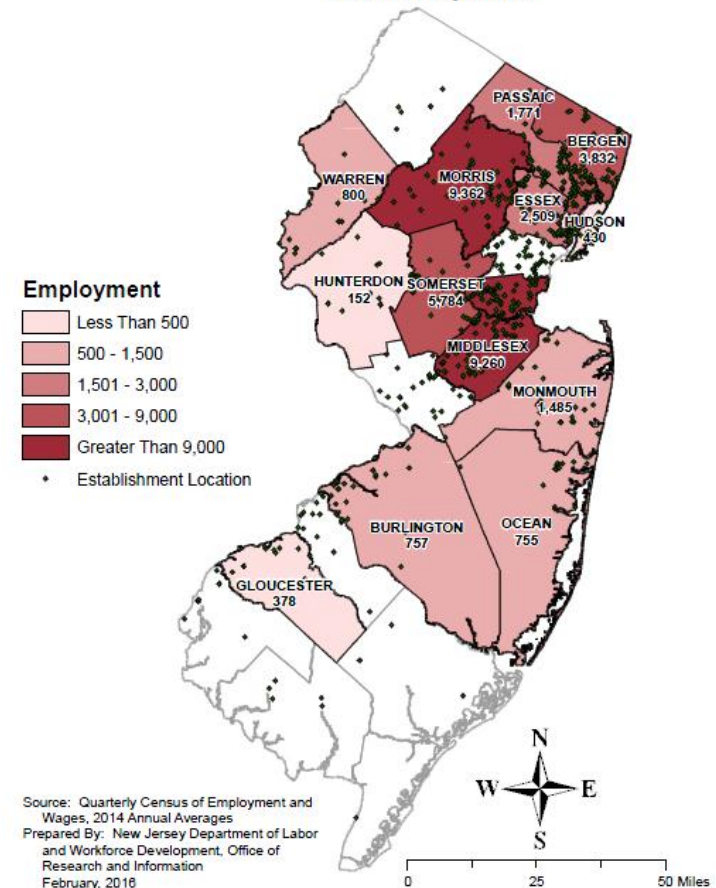 PASSAIC
1,771
BERGEN
3,832
WARREN
800
MORRIS
9,362
ESSEX
2,509
HUDSON
430
HUNTERDON
152
SOMERSET
5,784
MIDDLESEX
9,260
MONMOUTH
1,485
Employment
Less Than 500
500 - 1,500
1,501 - 3,000
3,001 - 9,000
Greater Than 9,000
Establishment Location
BURLINGTON
757
OCEAN
755
GLOUCESTER
378
N
W
E
S
Source: Quarterly Census of Employment and
Wages, 2014 Annual Averages
Prepared By: New Jersey Department of Labor
and Workforce Development, Office of
Research and Information
February, 2016
0 25 50 Miles